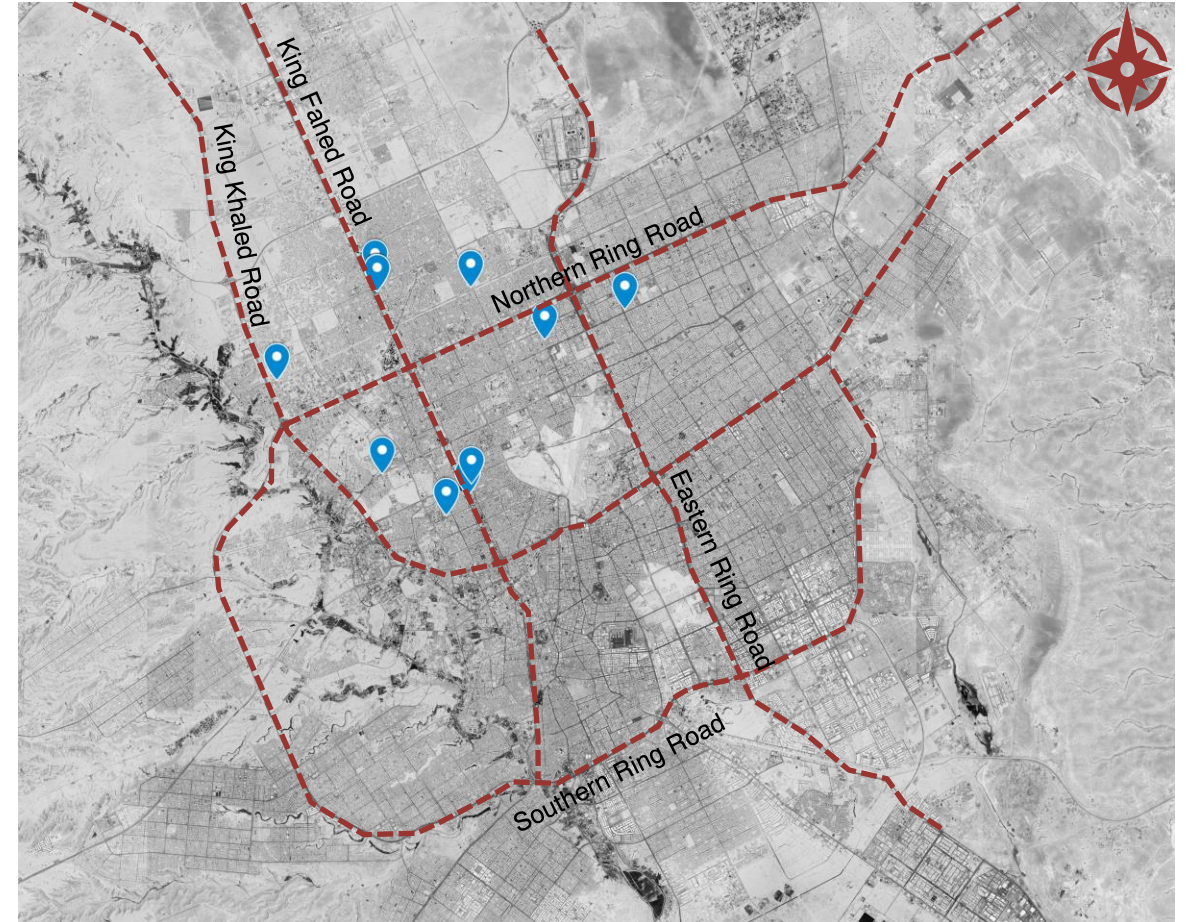 King Fahed Road
King Khaled Road
Northern Ring Road
Eastern Ring Road
Southern Ring Road